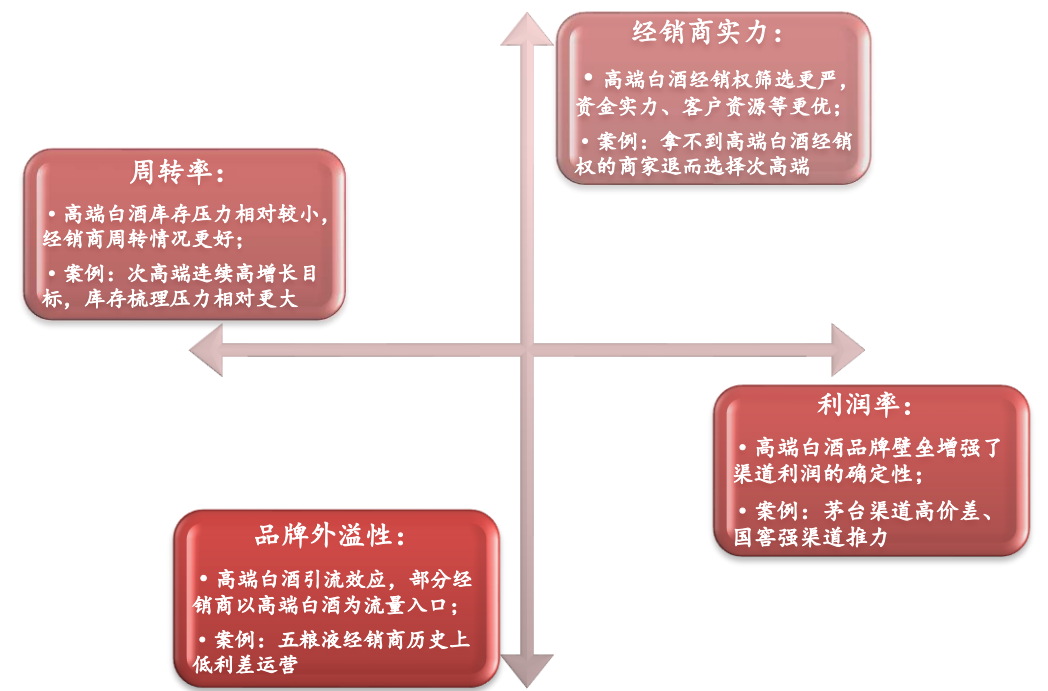 经销商实力：
• 高端白酒经销权筛选更严，
资金实力、客户资源等更优；
• 案例：拿不到高端白酒经销
权的商家退而选择次高端
周转率：
• 高端白酒库存压力相对较小，
经销商周转情况更好；
• 案例：次高端连续高增长目
标，库存梳理压力相对更大
利润率：
• 高端白酒品牌壁垒增强了
渠道利润的确定性；
• 案例：茅台渠道高价差、
国窖强渠道推力
品牌外溢性：
• 高端白酒引流效应，部分经
销商以高端白酒为流量入口；
• 案例：五粮液经销商历史上
低利差运营